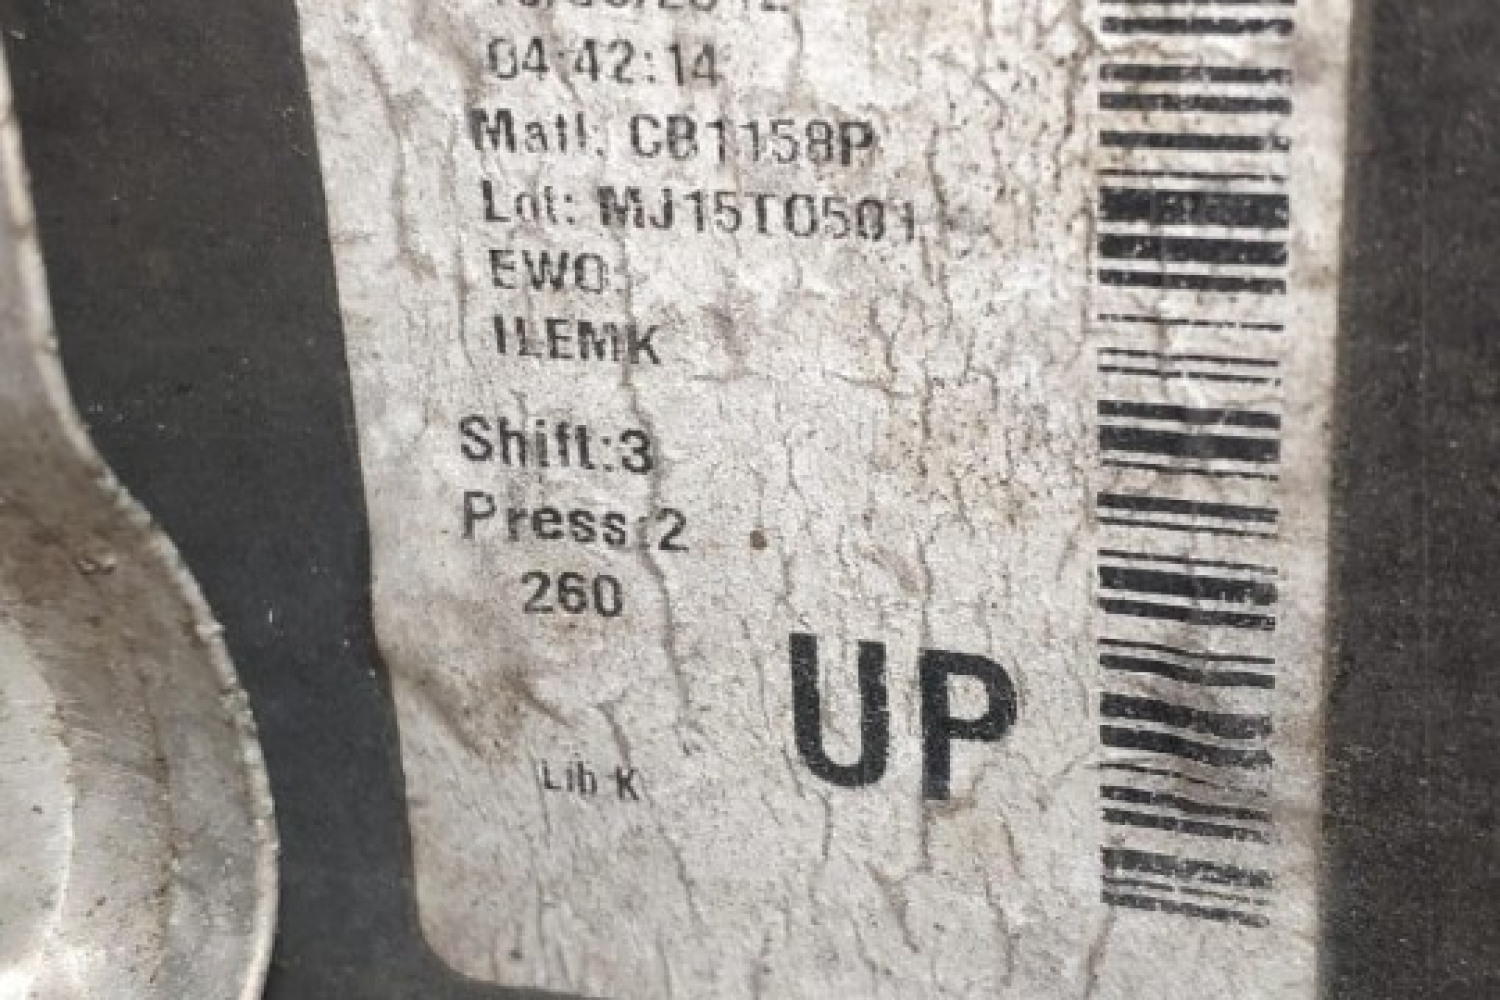 04:42:14
Matl: CB1158P
Lot: MJ15T0501
EWO:
ILEMK
Shift:3
Press:2
260
UP
Lib K